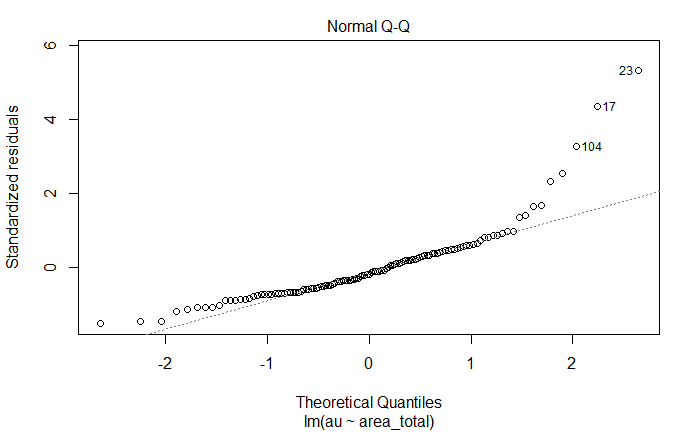 Normal Q-Q
Standardized residuals
6
4
2
0
23
17
104
-2 -1 0 1 2
Theoretical Quantiles
lm(au ~ area_total)